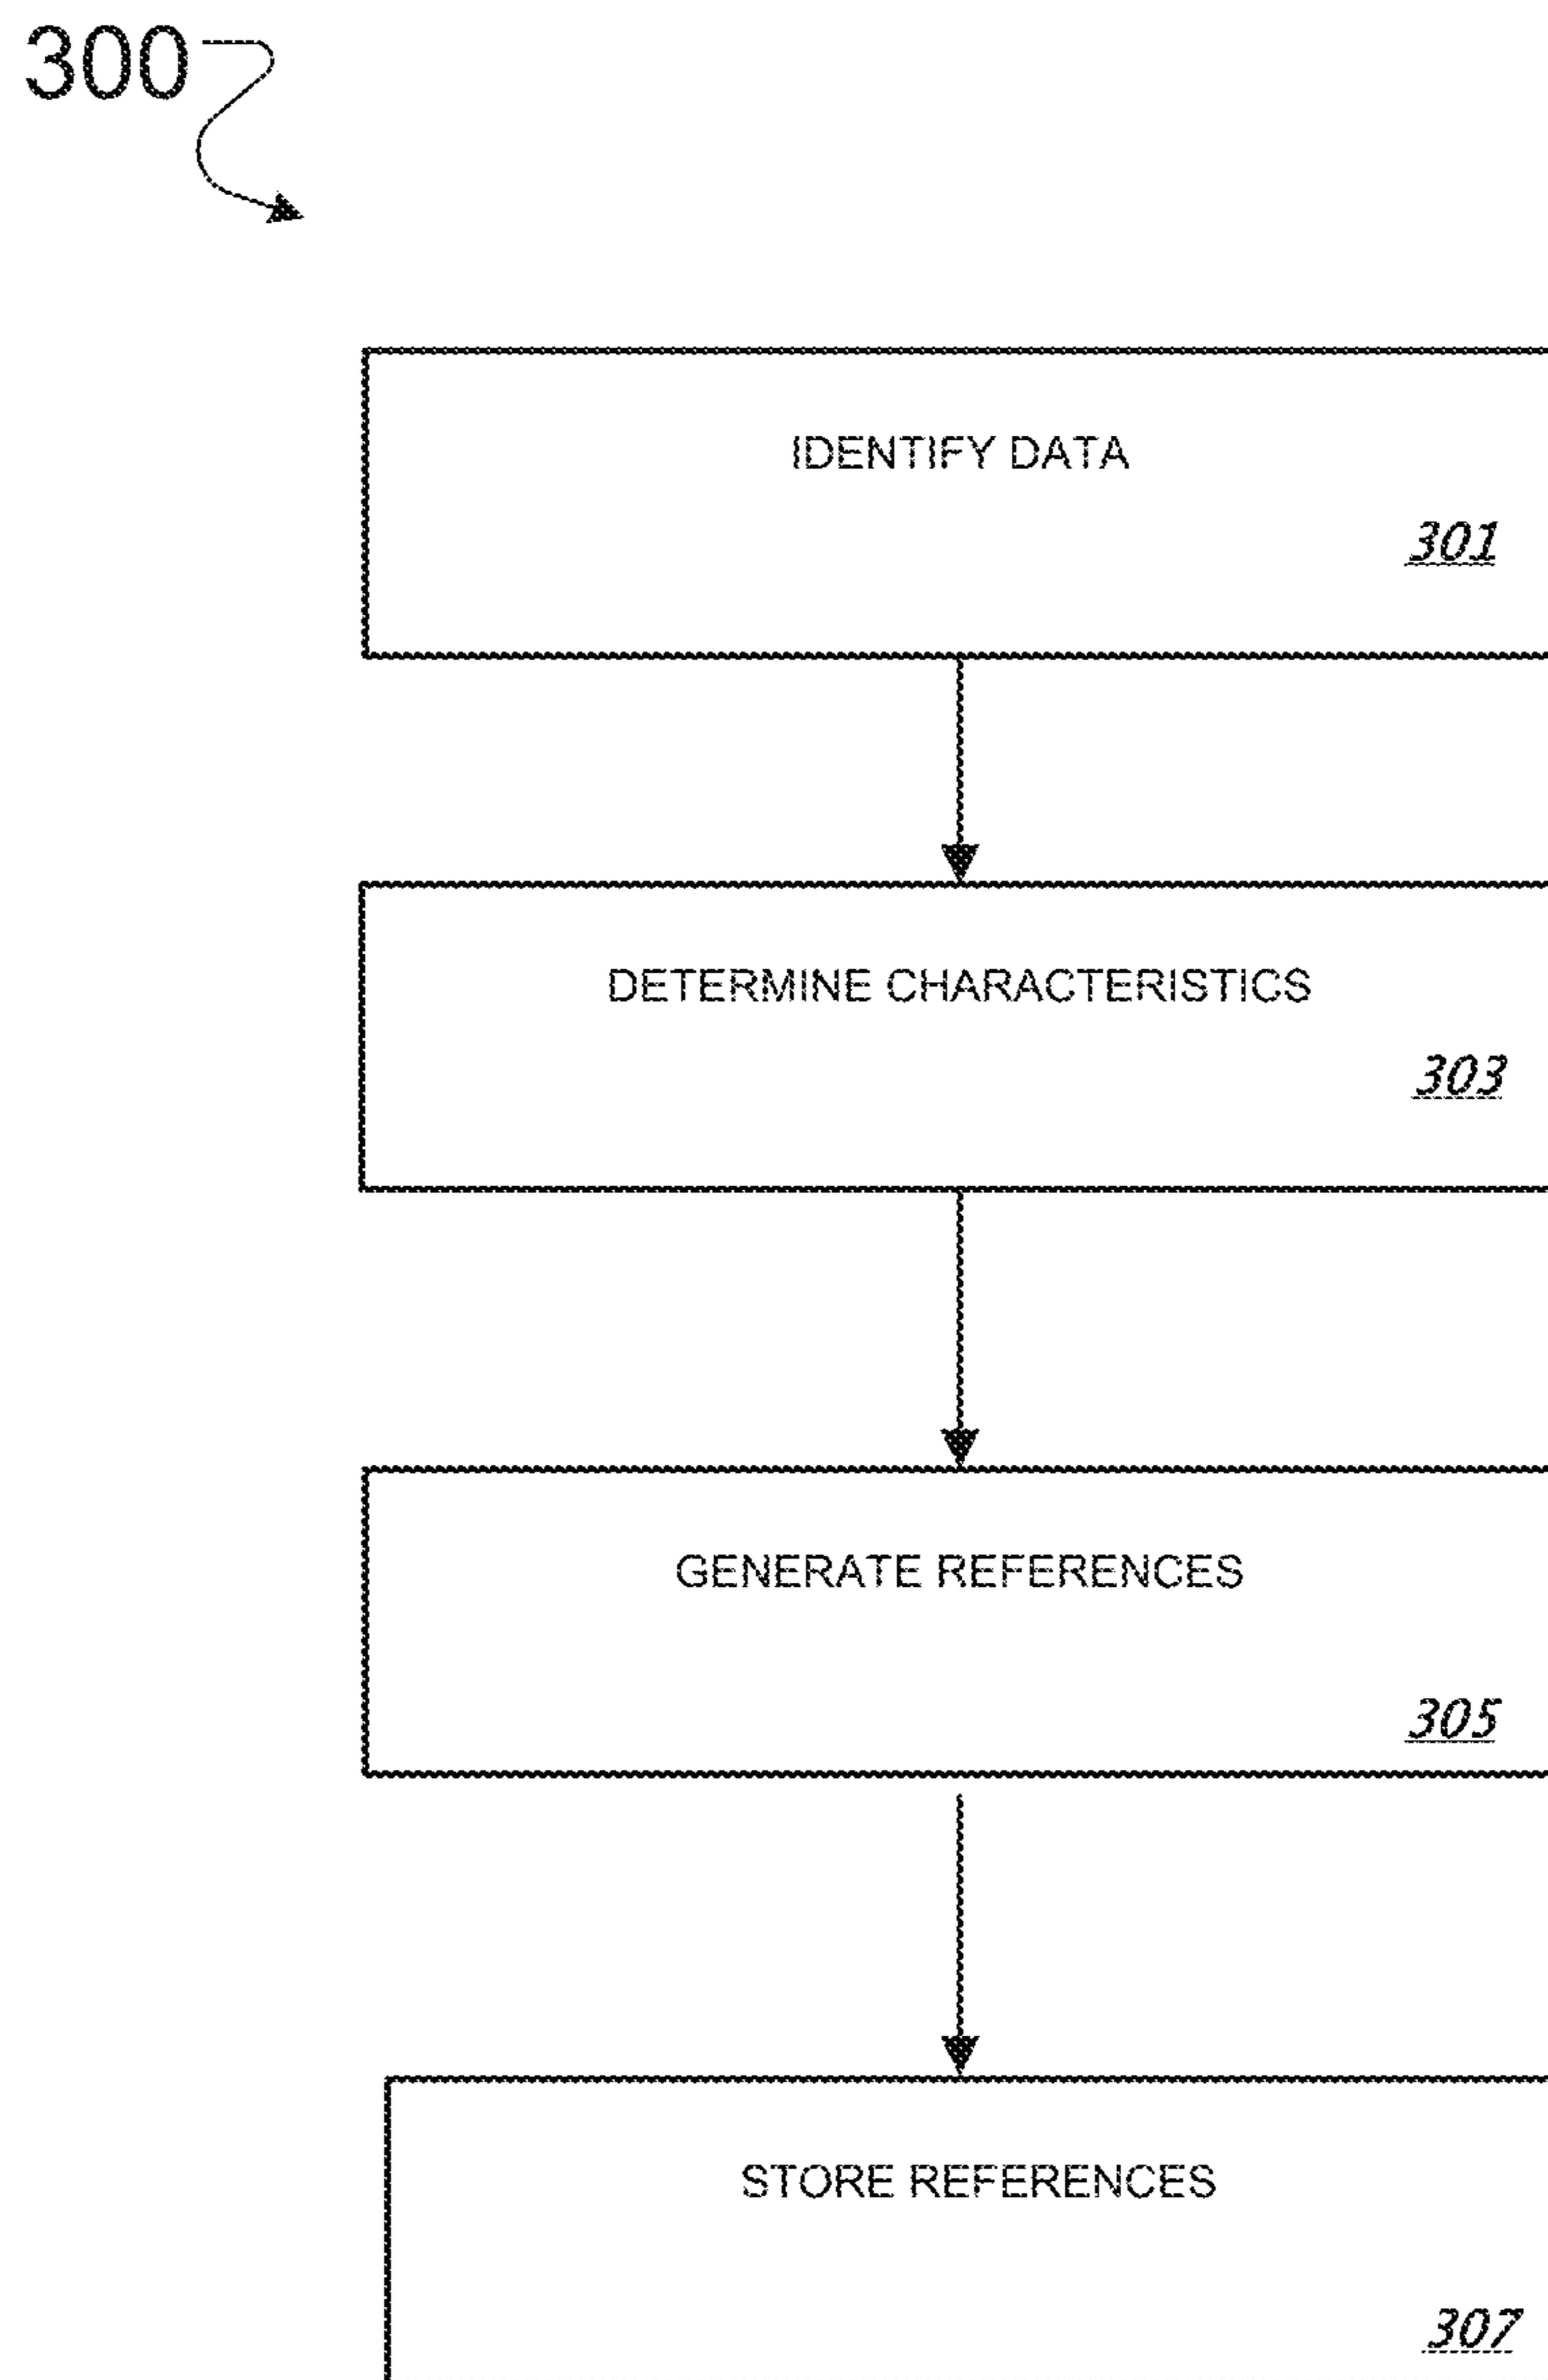 300
IDENTIFY DATA
301
DETERMINE CHARACTERISTICS
303
GENERATE REFERENCES
305
STORE REFERENCES
307